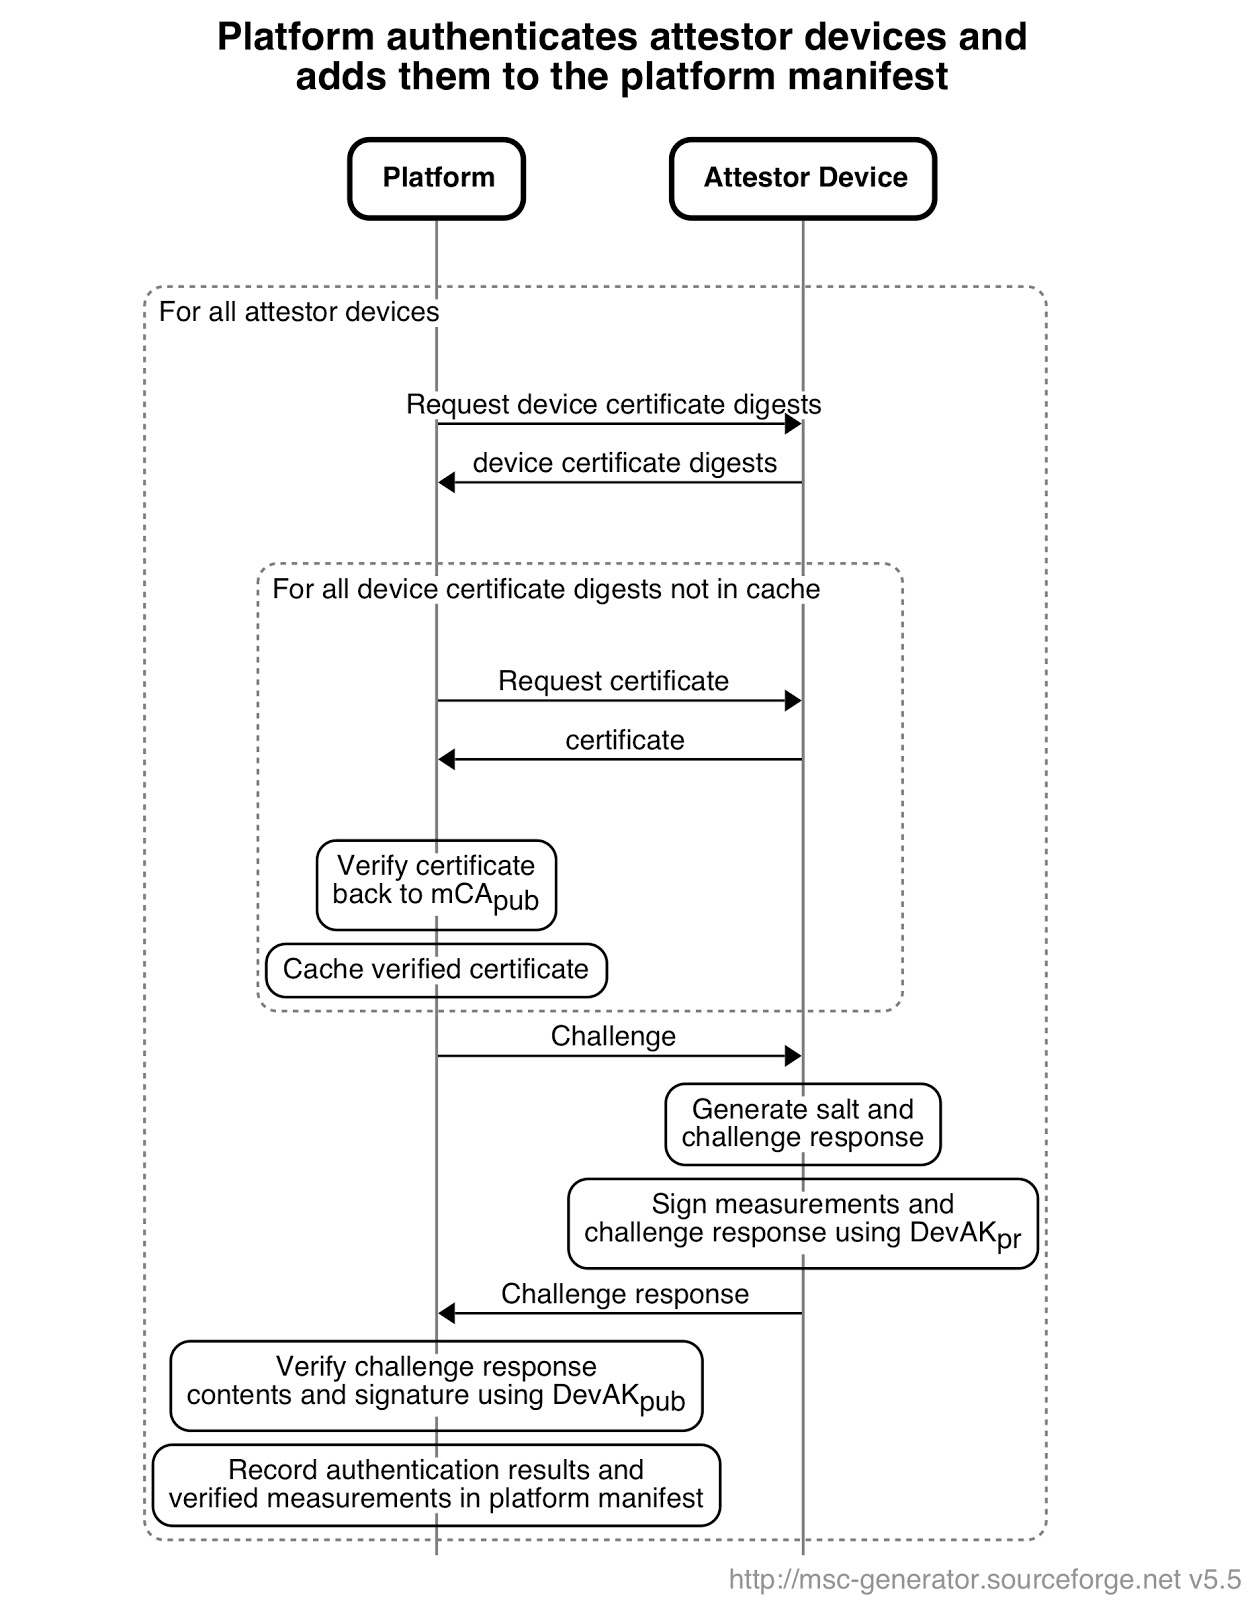 Platform authenticates attestor devices and
adds them to the platform manifest
Platform
Attestor Device
For all attestor devices
Request device certificate digests
device certificate digests
For all device certificate digests not in cache
Request certificate
certificate
Verify certificate
back to mCApub
Cache verified certificate
Challenge
Generate salt and
challenge response
Sign measurements and
challenge response using DevAKpr
Challenge response
Verify challenge response
contents and signature using DevAKpub
Record authentication results and
verified measurements in platform manifest
http://msc-generator.sourceforge.net v5.5